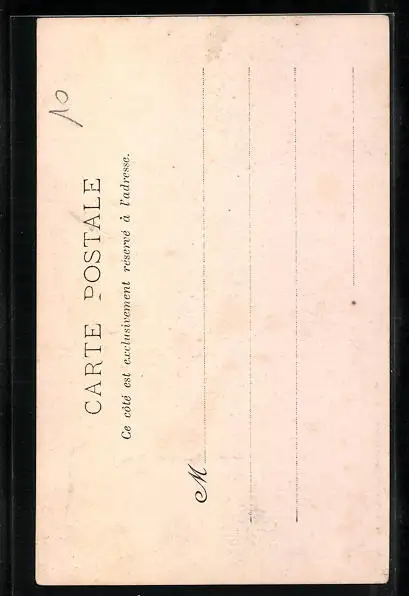 10
CARTE POSTALE
Ce côté est exclusivement réservé à l'adresse.
M